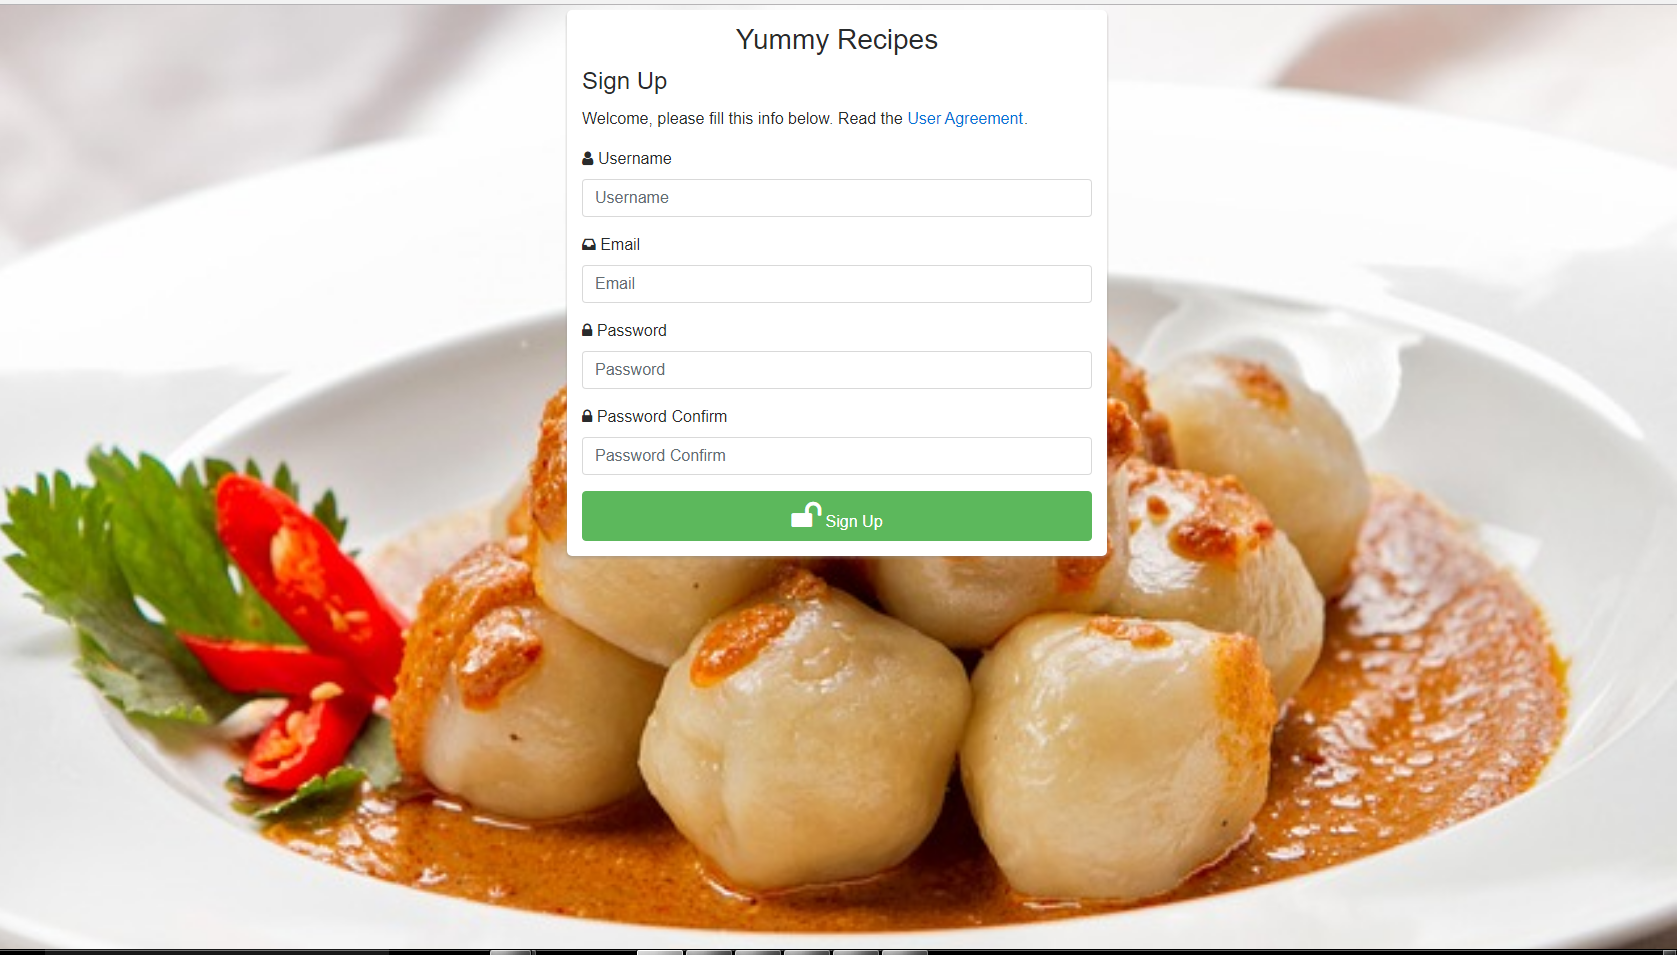 Yummy Recipes
Sign Up
Welcome, please fill this info below. Read the User Agreement.
Username
Username
Email
Email
Password
Password
Password Confirm
Password Confirm
Sign Up